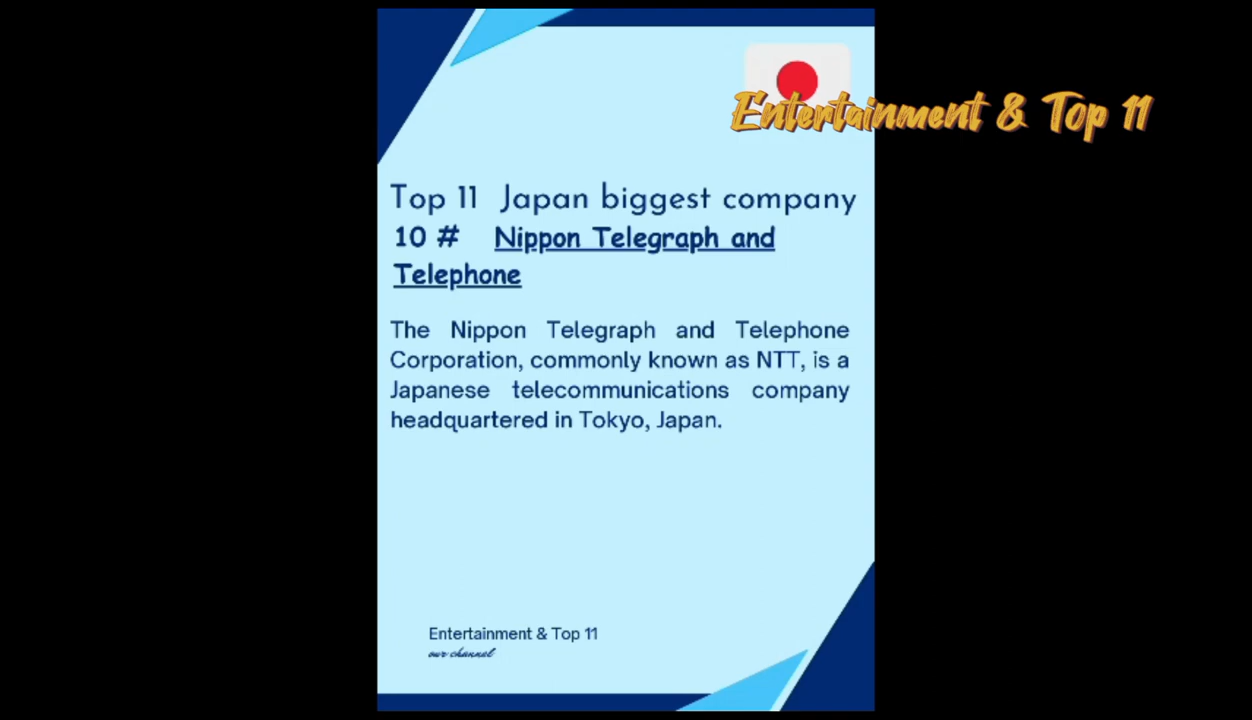 Entertainment & Top 11
Top 11 Japan biggest company
10 # Nippon Telegraph and
Telephone
The Nippon Telegraph and Telephone
Corporation, commonly known as NTT, is a
Japanese telecommunications company
headquartered in Tokyo, Japan.
Entertainment & Top 11
our channel